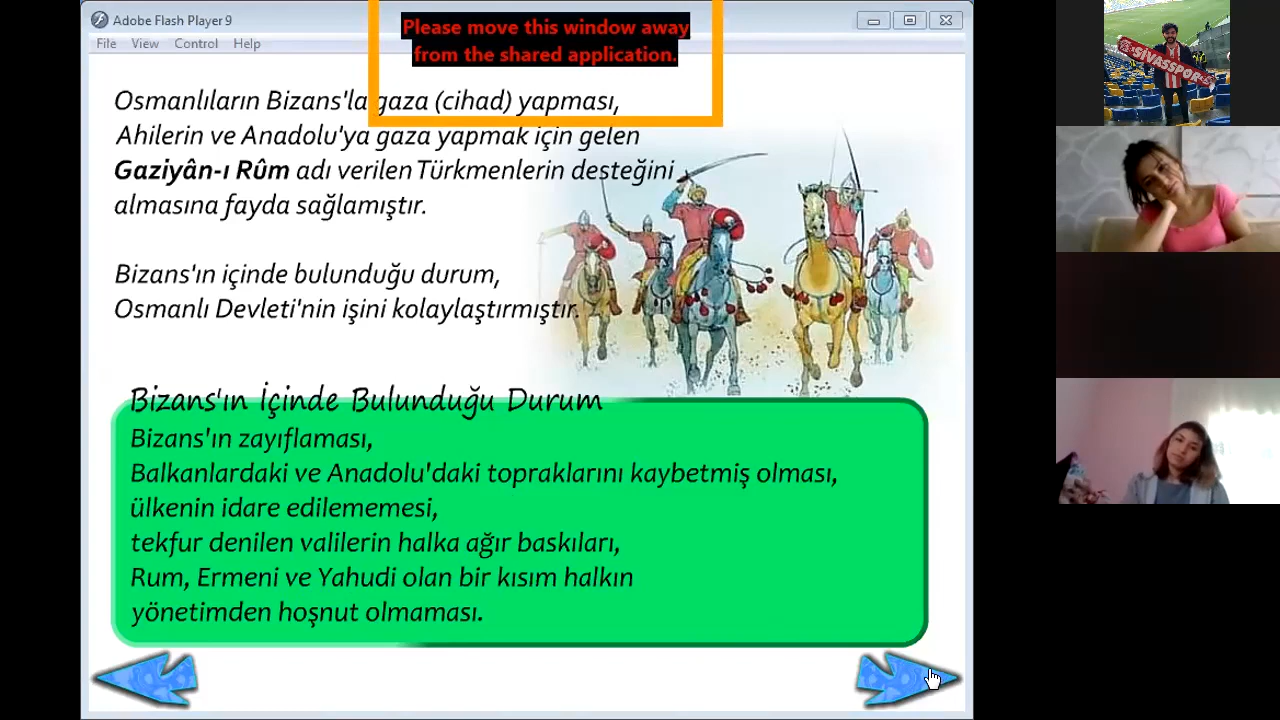 Adobe Flash Player 9
File View Control Help
Please move this window away
from the shared application.
Osmanlıların Bizans'la gaza (cihad) yapması,
Ahilerin ve Anadolu'ya gaza yapmak için gelen
Gaziyân-ı Rûm adı verilen Türkmenlerin desteğini
almasına fayda sağlamıştır.
Bizans'ın içinde bulunduğu durum,
Osmanlı Devleti'nin işini kolaylaştırmıştır.
Bizans'ın İçinde Bulunduğu Durum
Bizans'ın zayıflaması,
Balkanlardaki ve Anadolu'daki topraklarını kaybetmiş olması,
ülkenin idare edilememesi,
tekfur denilen valilerin halka ağır baskıları,
Rum, Ermeni ve Yahudi olan bir kısım halkın
yönetimden hoşnut olmaması.
SİVASSPOR